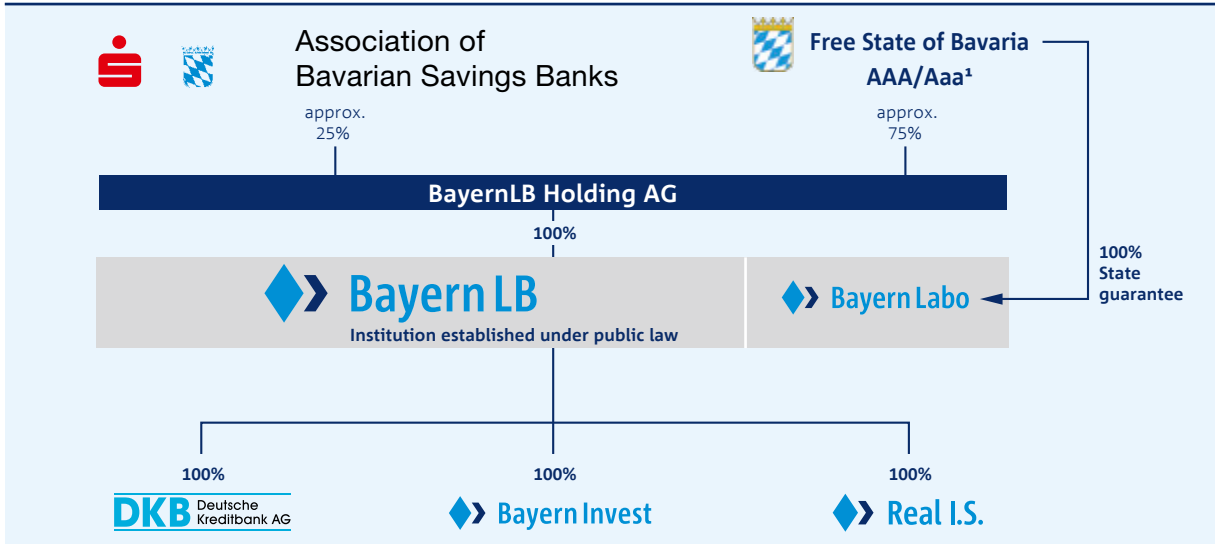 Association of
Bavarian Savings Banks
Free State of Bavaria
AAA/Aaa¹
approx.
25%
approx.
75%
BayernLB Holding AG
100%
100%
State
guarantee
Bayern LB
Institution established under public law
Bayern Labo
100%
100%
100%
DKB Deutsche
Kreditbank AG
Bayern Invest
Real I.S.